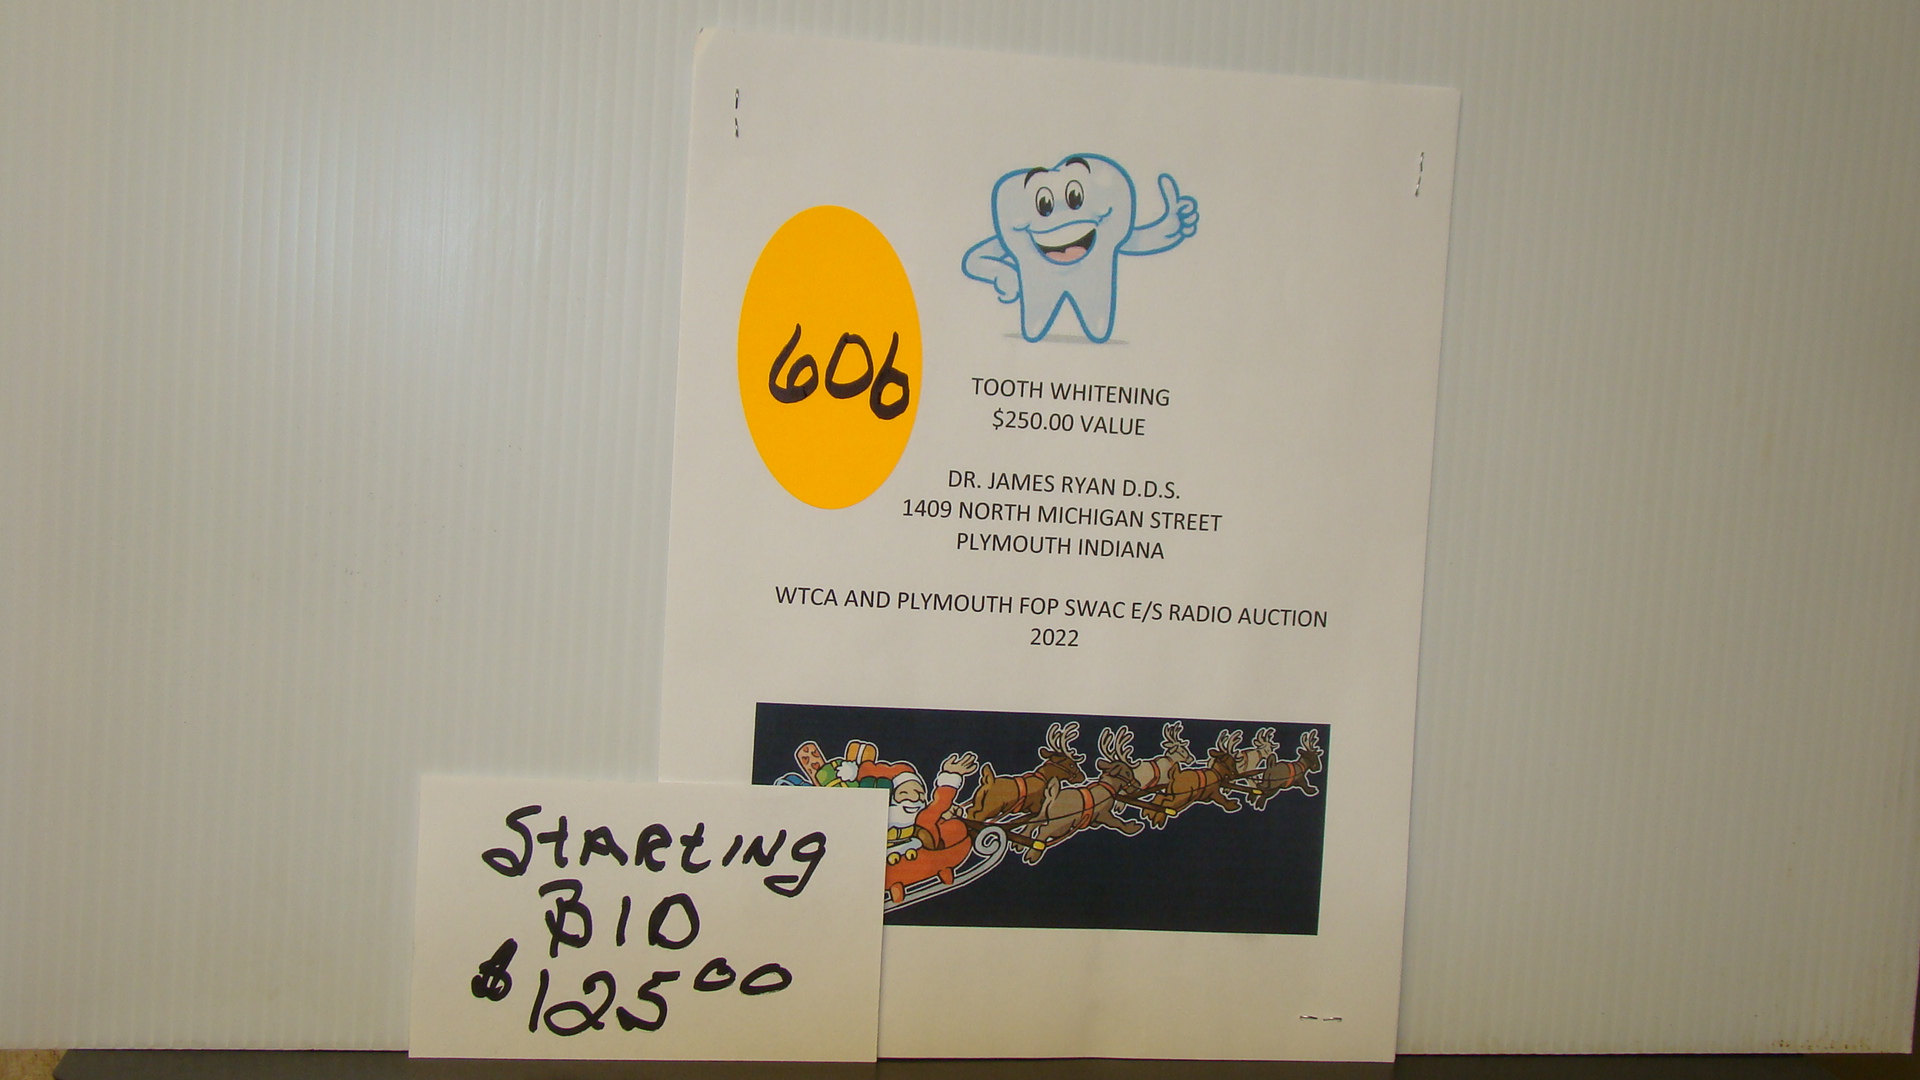 606
TOOTH WHITENING
$250.00 VALUE
DR. JAMES RYAN D.D.S.
1409 NORTH MICHIGAN STREET
PLYMOUTH INDIANA
WTCA AND PLYMOUTH FOP SWAC E/S RADIO AUCTION
2022
STARTING
BID
$125.00